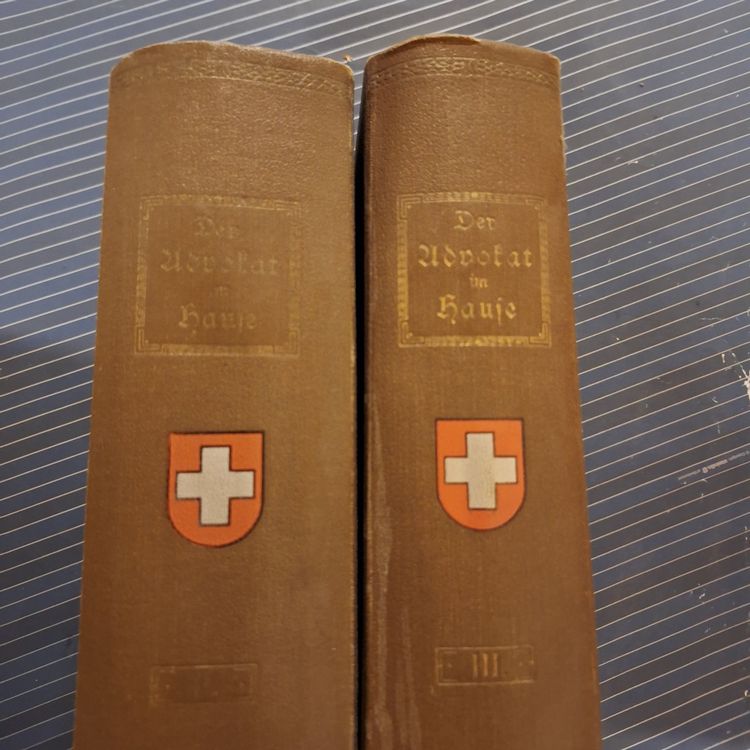 Der
Advokat
im
Hause
Der
Advokat
im
Hause
III.